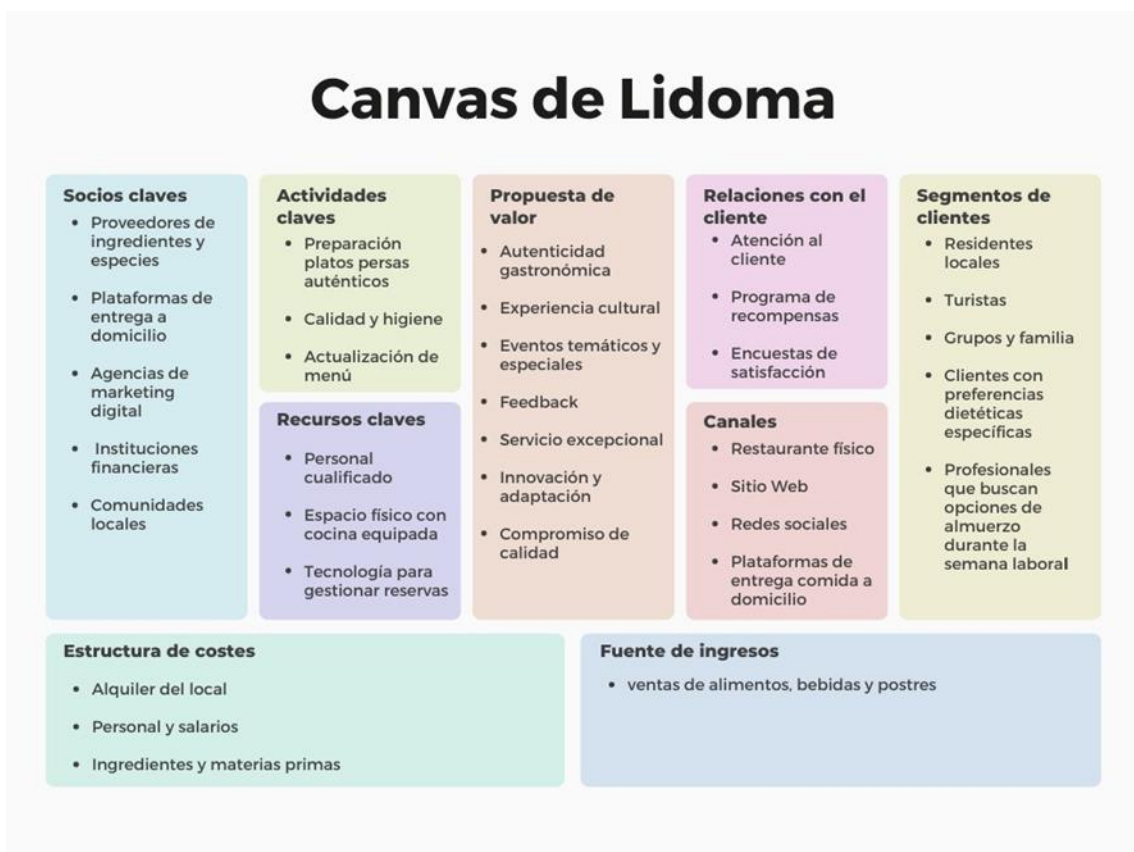 Canvas de Lidoma
Socios claves
Proveedores de
ingredientes y
especies
Plataformas de
entrega a
domicilio
Agencias de
marketing
digital
Instituciones
financieras
Comunidades
locales
Actividades
claves
Preparación
platos persas
auténticos
Calidad y higiene
Actualización de
menú
Recursos claves
Personal
cualificado
Espacio físico con
cocina equipada
Tecnología para
gestionar reservas
Propuesta de
valor
Autenticidad
gastronómica
Experiencia cultural
Eventos temáticos y
especiales
Feedback
Servicio excepcional
Innovación y
adaptación
Compromiso de
calidad
Relaciones con el
cliente
Atención al
cliente
Programa de
recompensas
Encuestas de
satisfacción
Canales
Restaurante físico
Sitio Web
Redes sociales
Plataformas de
entrega comida a
domicilio
Segmentos de
clientes
Residentes
locales
Turistas
Grupos y familia
Clientes con
preferencias
dietéticas
específicas
Profesionales
que buscan
opciones de
almuerzo
durante la
semana laboral
Estructura de costes
Alquiler del local
Personal y salarios
Ingredientes y materias primas
Fuente de ingresos
ventas de alimentos, bebidas y postres